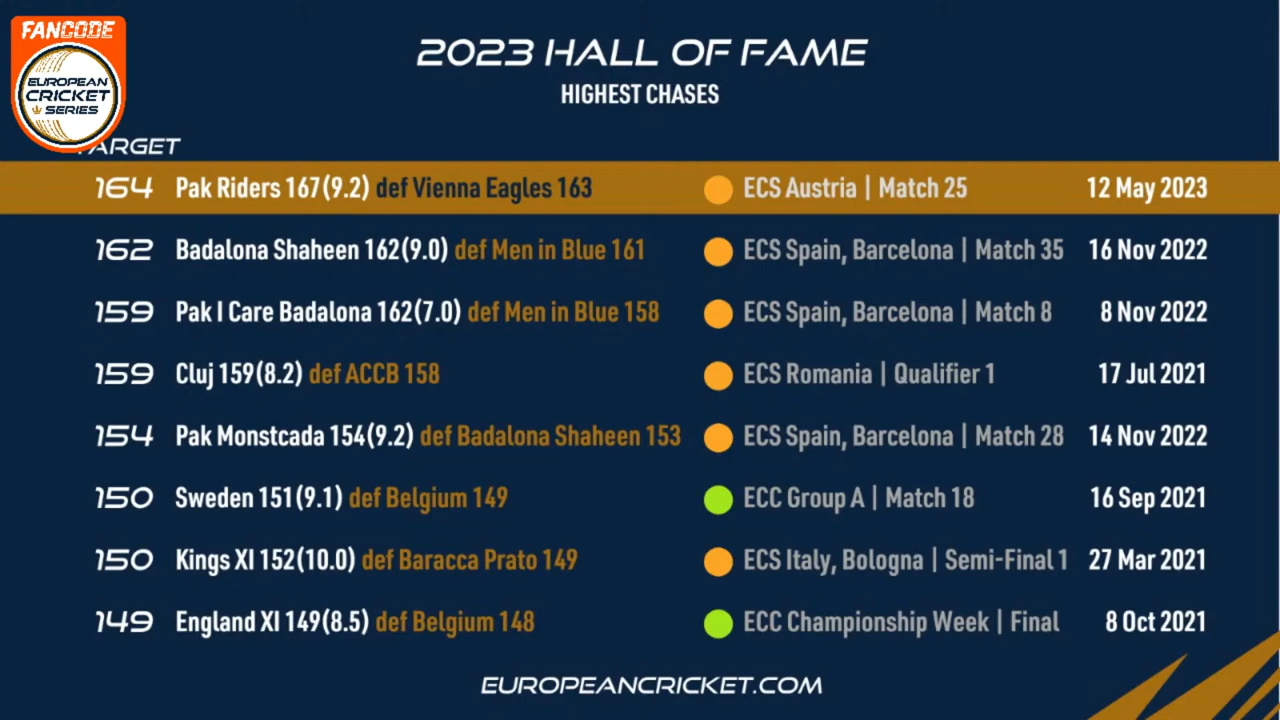 FANCODE
EUROPEAN
CRICKET
SERIES
2023 HALL OF FAME
HIGHEST CHASES
TARGET
164 Pak Riders 167(9.2) def Vienna Eagles 163 ECS Austria | Match 25 12 May 2023
162 Badalona Shaheen 162(9.0) def Men in Blue 161 ECS Spain, Barcelona | Match 35 16 Nov 2022
159 Pak I Care Badalona 162(7.0) def Men in Blue 158 ECS Spain, Barcelona | Match 8 8 Nov 2022
159 Cluj 159(8.2) def ACCB 158 ECS Romania | Qualifier 1 17 Jul 2021
154 Pak Monstcada 154(9.2) def Badalona Shaheen 153 ECS Spain, Barcelona | Match 28 14 Nov 2022
150 Sweden 151(9.1) def Belgium 149 ECC Group A | Match 18 16 Sep 2021
150 Kings XI 152(10.0) def Baracca Prato 149 ECS Italy, Bologna | Semi-Final 1 27 Mar 2021
149 England XI 149(8.5) def Belgium 148 ECC Championship Week | Final 8 Oct 2021
EUROPEANCRICKET.COM